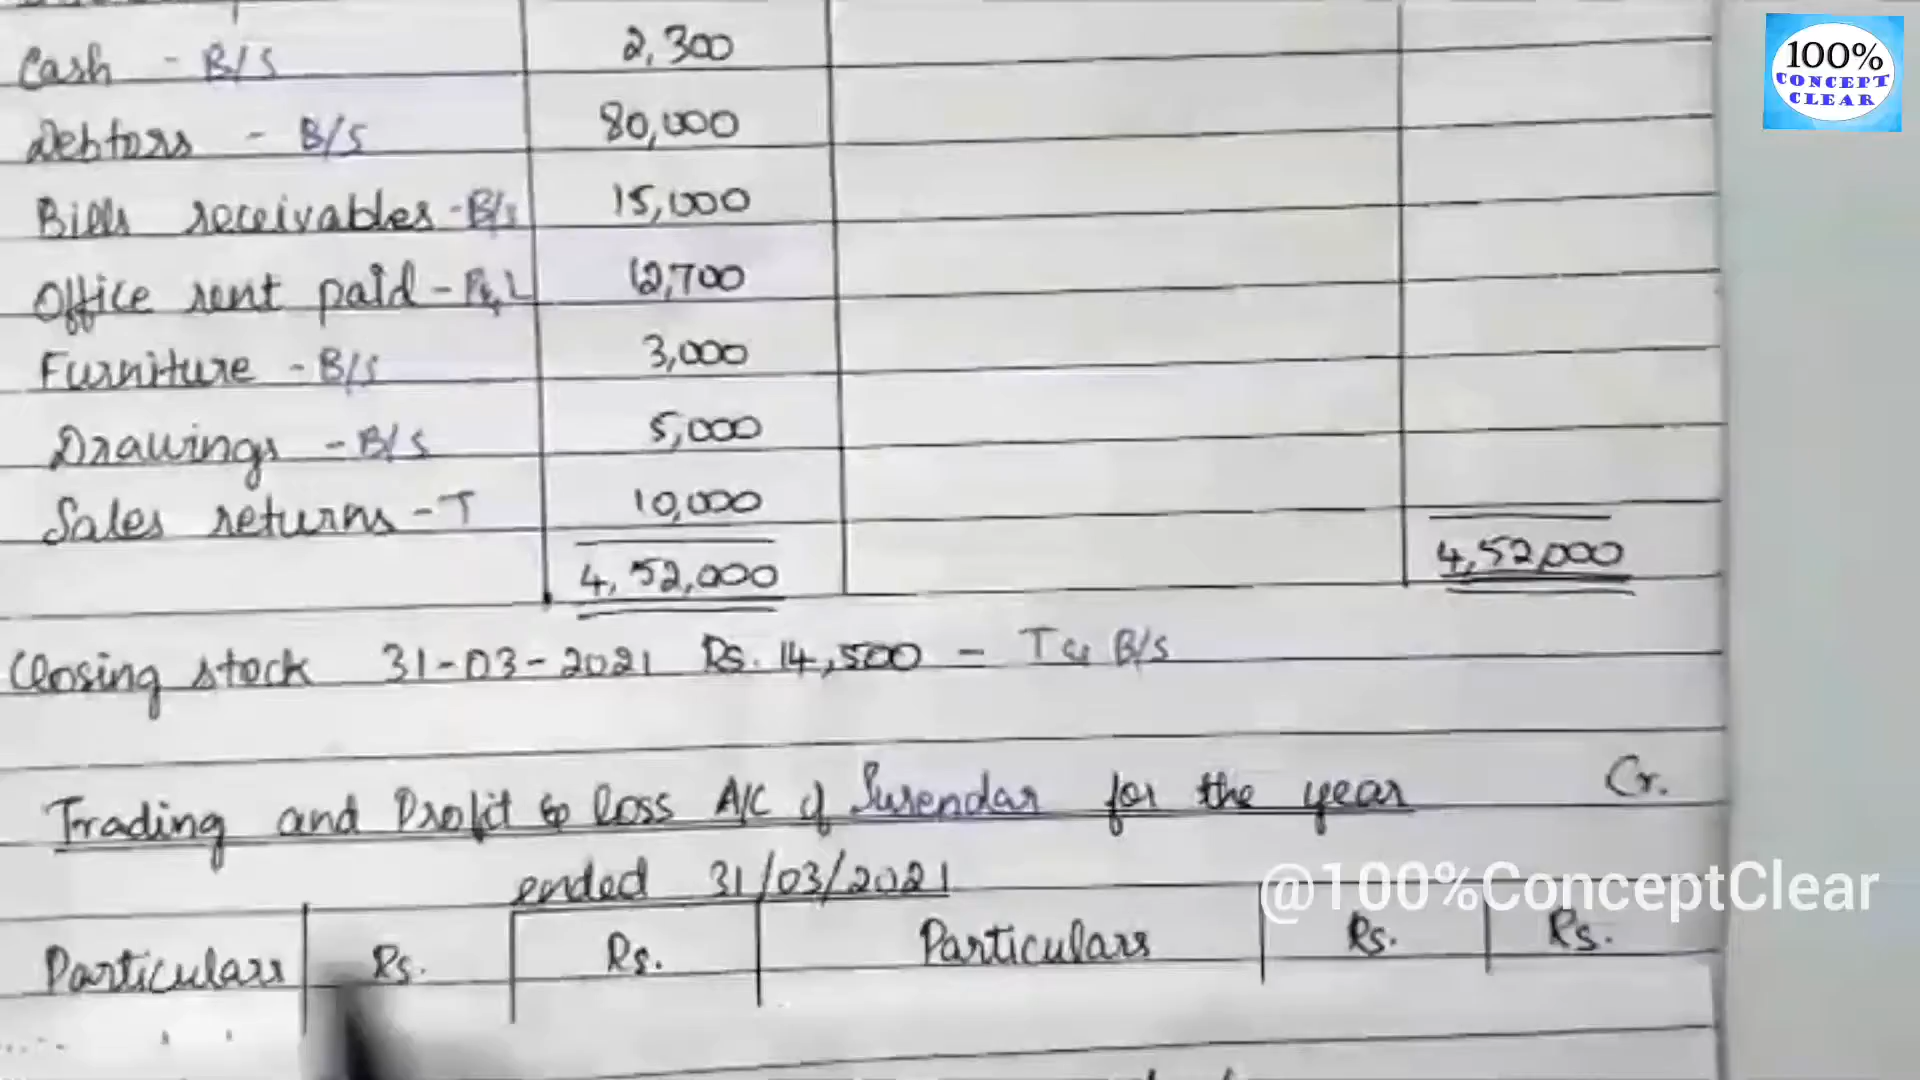 Cash - B/S 2,300
Debtors - B/S 80,000
Bills receivables - B/S 15,000
Office rent paid - P&L 12,700
Furniture - B/S 3,000
Drawings - B/S 5,000
Sales returns - T 10,000
4,52,000 4,52,000
Closing stock 31-03-2021 Rs. 14,500 - T & B/S
Trading and Profit & loss A/C of Surendar for the year Cr.
ended 31/03/2021
Particulars Rs. Rs. Particulars Rs. Rs.
100%
CONCEPT
CLEAR
@100%ConceptClear